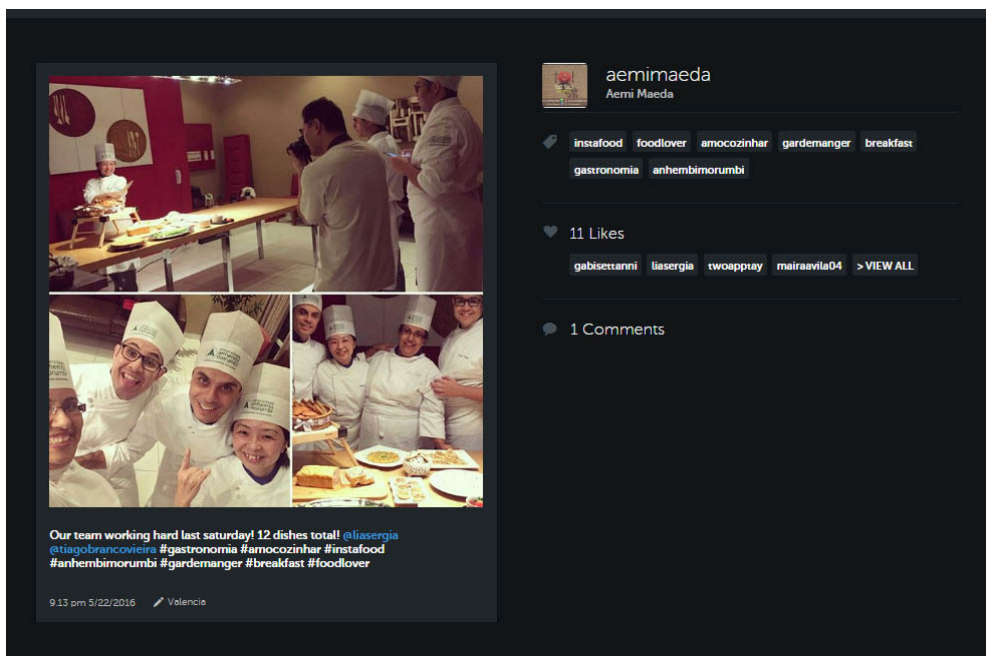 Our team working hard last saturday! 12 dishes total! @liasergia
@tiagobrancovieira #gastronomia #amocozinhar #instafood
#anhembimorumbi #gardemanger #breakfast #foodlover
9.13 pm 5/22/2016 Valencia
aemimaeda
Aemi Maeda
instafood foodlover amocozinhar gardemanger breakfast
gastronomia anhembimorumbi
11 Likes
gabisettanni liasergia twoapptay mairaavila04 > VIEW ALL
1 Comments